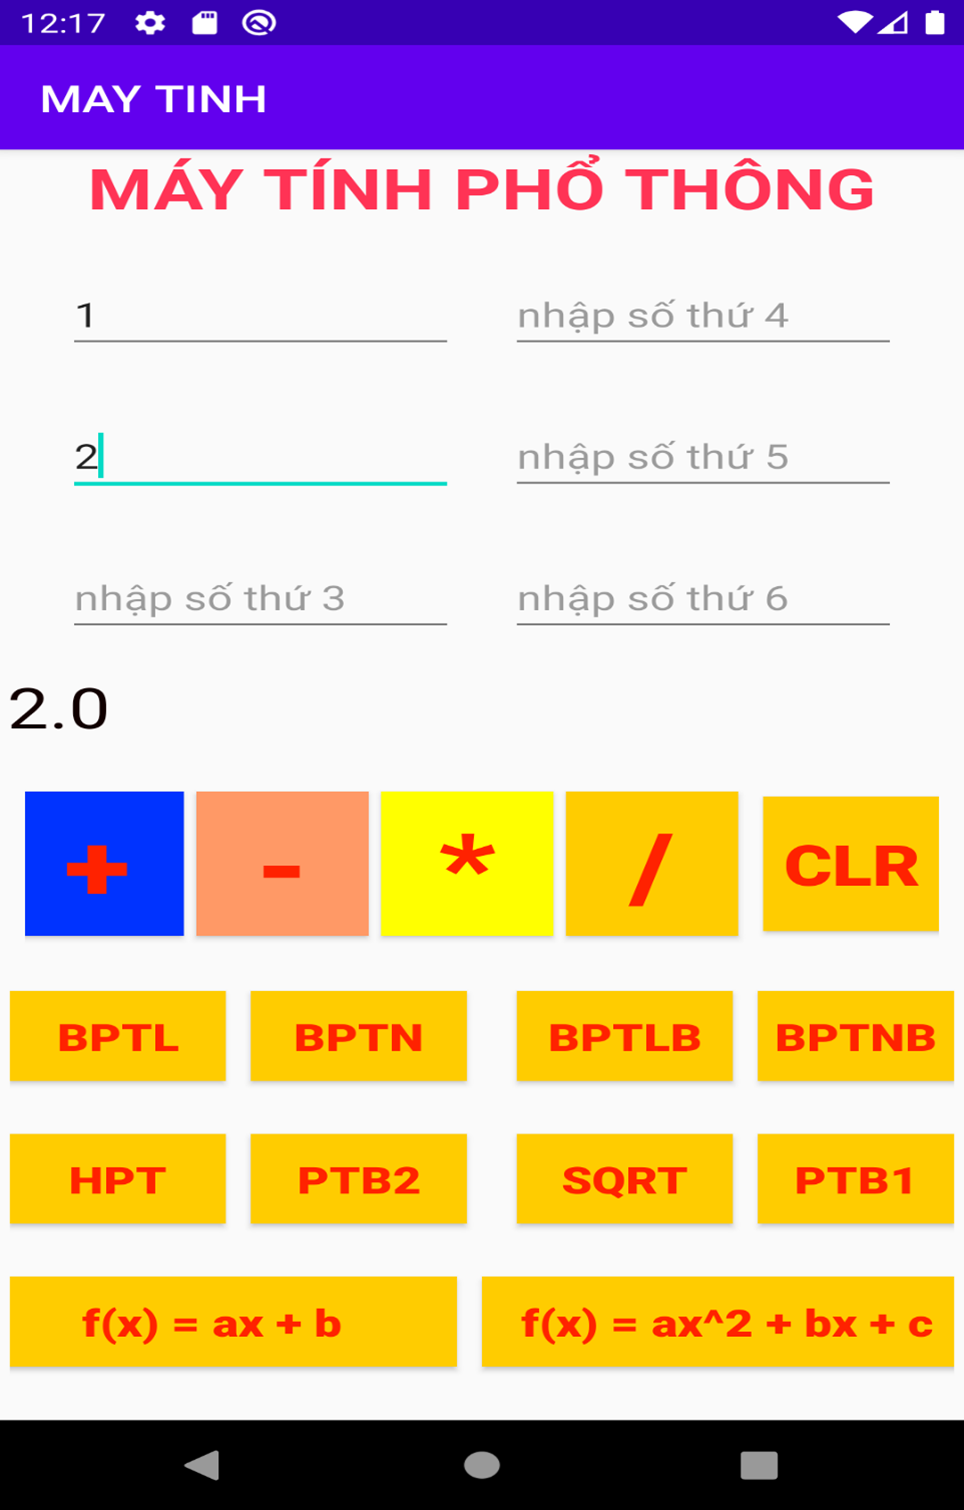 12:17
MAY TINH
MÁY TÍNH PHỔ THÔNG
1 nhập số thứ 4
2 nhập số thứ 5
nhập số thứ 3 nhập số thứ 6
2.0
+ - * / CLR
BPTL BPTN BPTLB BPTNB
HPT PTB2 SQRT PTB1
f(x) = ax + b f(x) = ax^2 + bx + c